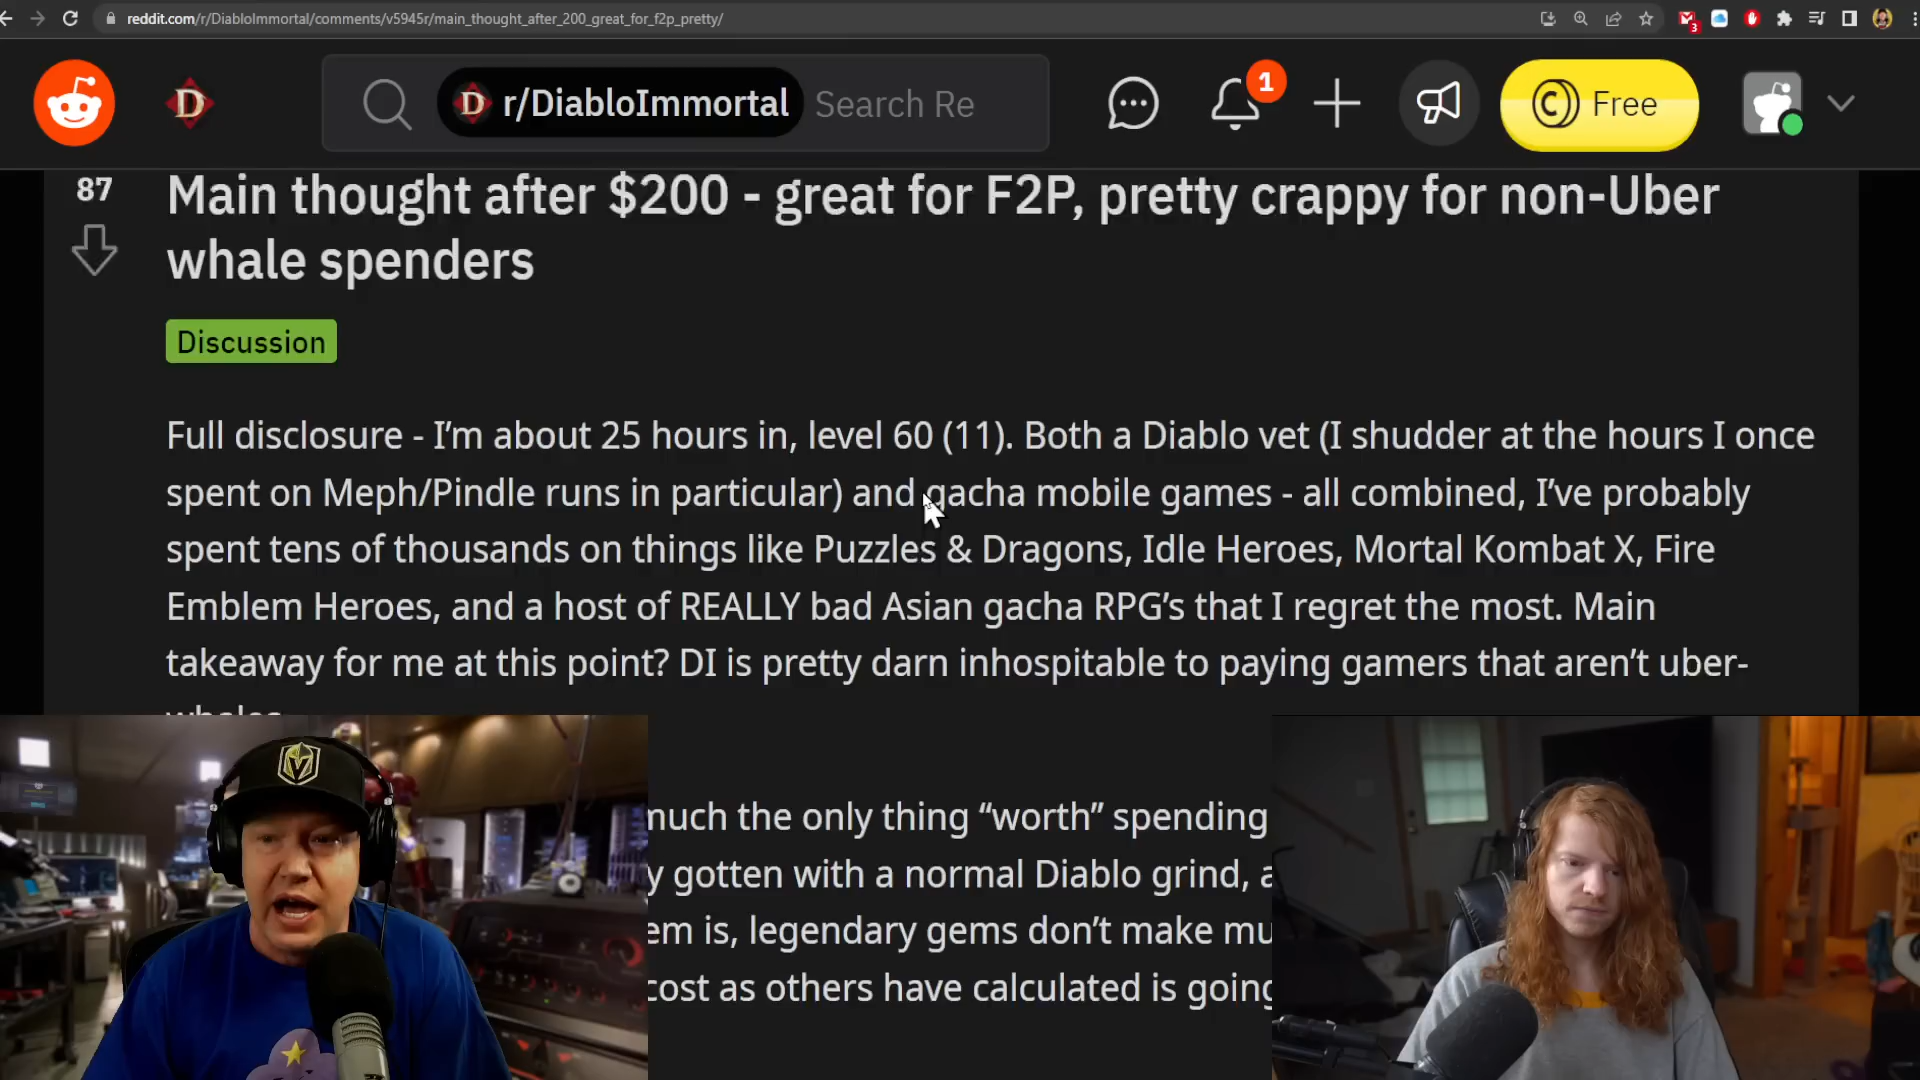 reddit.com/r/DiabloImmortal/comments/v5945r/main_thought_after_200_great_for_f2p_pretty/
3
D
D r/DiabloImmortal Search Re
1
Free
87
Main thought after $200 - great for F2P, pretty crappy for non-Uber
whale spenders
Discussion
Full disclosure - I’m about 25 hours in, level 60 (11). Both a Diablo vet (I shudder at the hours I once
spent on Meph/Pindle runs in particular) and gacha mobile games - all combined, I’ve probably
spent tens of thousands on things like Puzzles & Dragons, Idle Heroes, Mortal Kombat X, Fire
Emblem Heroes, and a host of REALLY bad Asian gacha RPG’s that I regret the most. Main
takeaway for me at this point? DI is pretty darn inhospitable to paying gamers that aren’t uber-
whales
much the only thing “worth” spending
y gotten with a normal Diablo grind, a
em is, legendary gems don’t make mu
cost as others have calculated is going